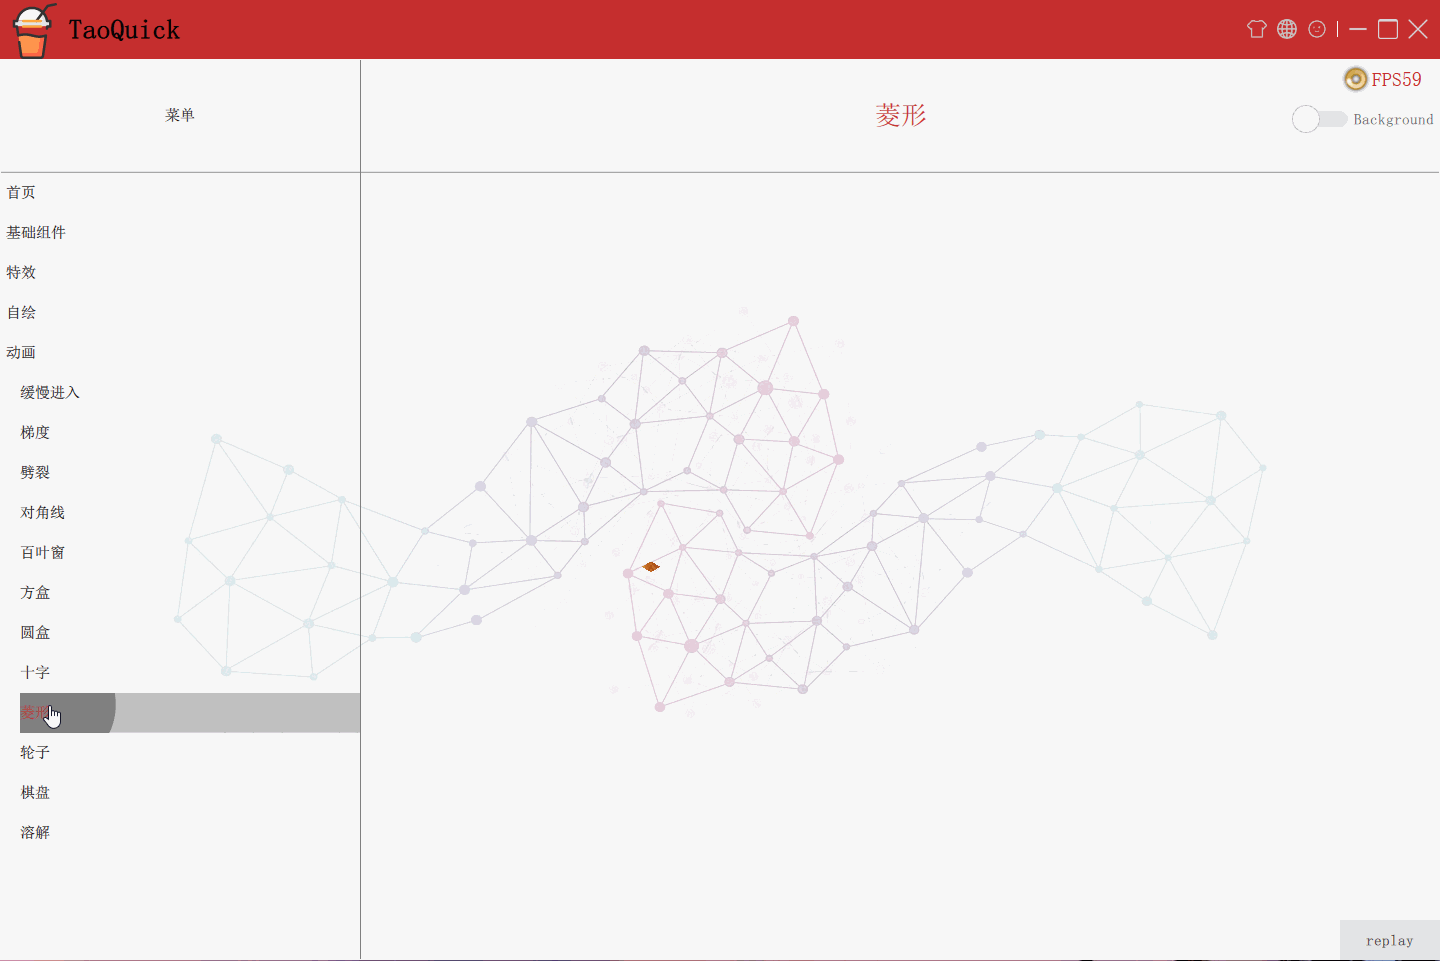 TaoQuick
FPS59
菜单
菱形
Background
首页
基础组件
特效
自绘
动画
缓慢进入
梯度
劈裂
对角线
百叶窗
方盒
圆盒
十字
菱形
轮子
棋盘
溶解
replay